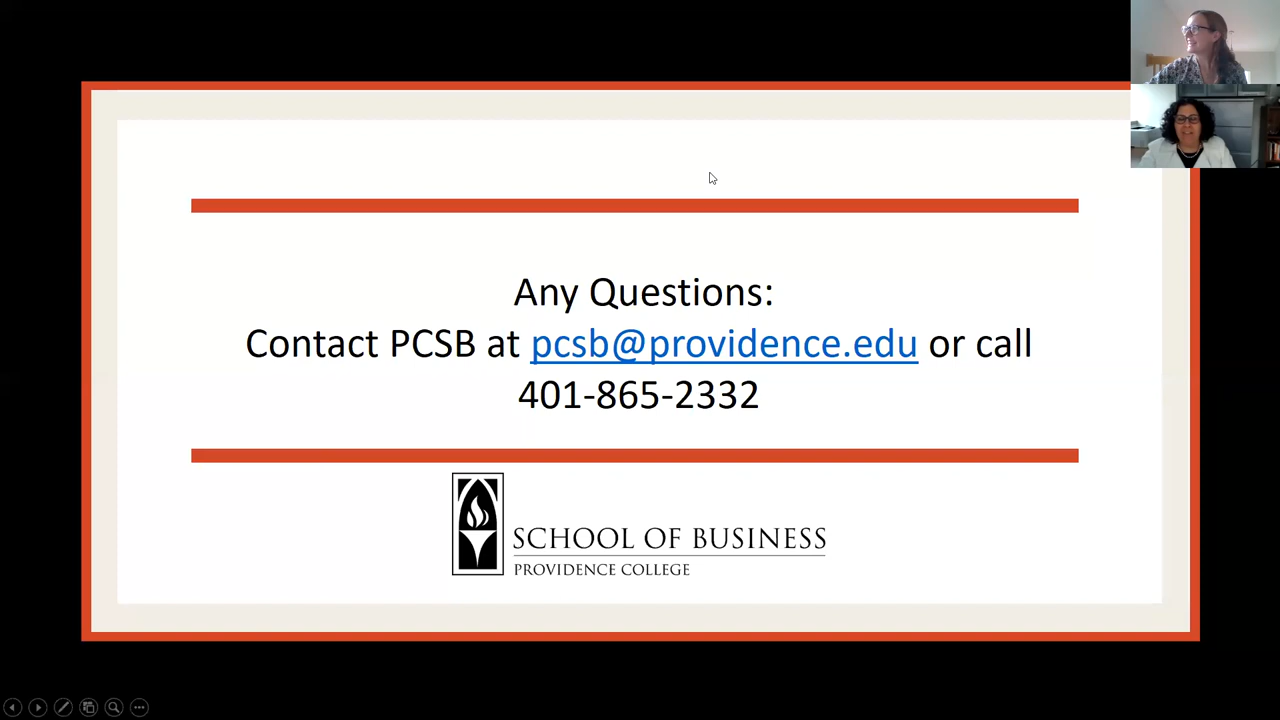 Any Questions:
Contact PCSB at pcsb@providence.edu or call
401-865-2332
SCHOOL OF BUSINESS
PROVIDENCE COLLEGE